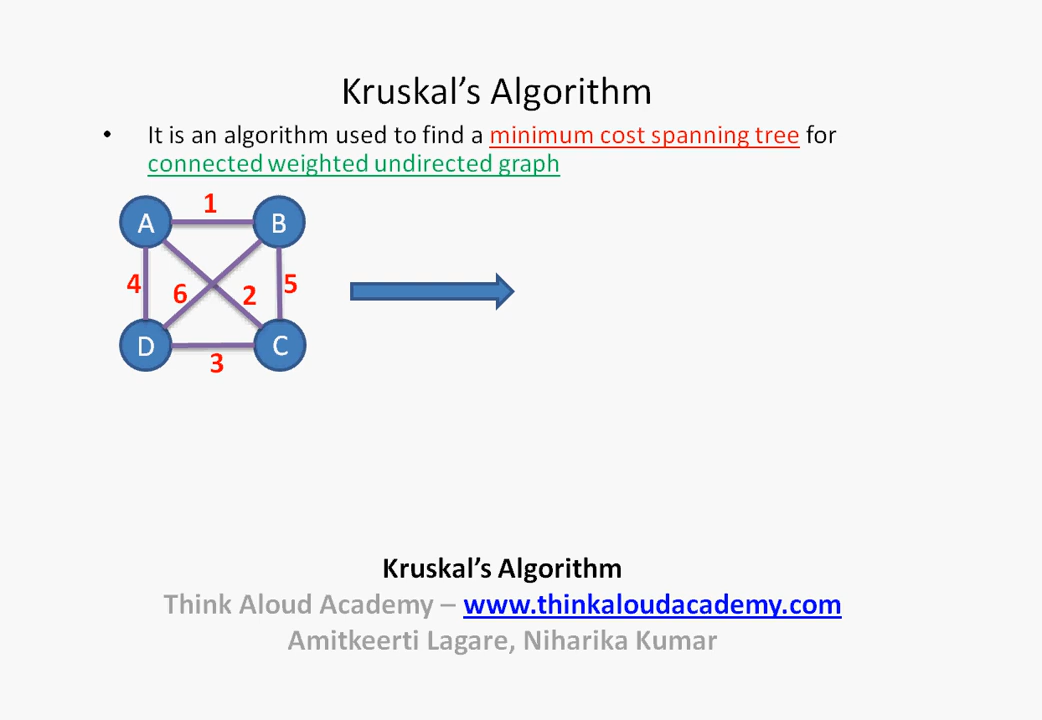 Kruskal's Algorithm
• It is an algorithm used to find a minimum cost spanning tree for
connected weighted undirected graph
1
A B
4 6 2 5
D C
3
Kruskal's Algorithm
Think Aloud Academy – www.thinkaloudacademy.com
Amitkeerti Lagare, Niharika Kumar